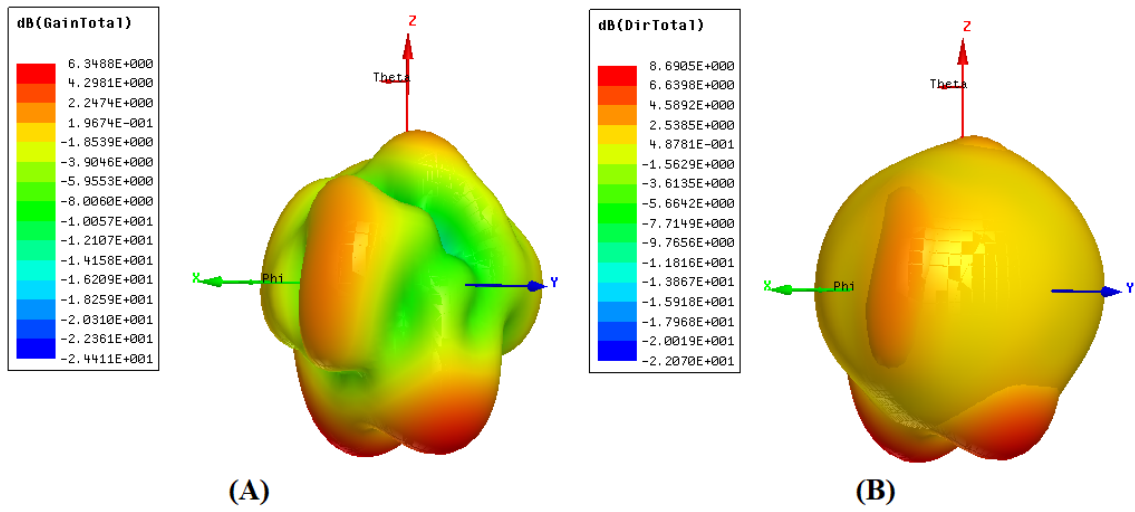 dB(GainTotal)
6.3488E+000
4.2981E+000
2.2474E+000
1.9674E-001
-1.8539E+000
-3.9046E+000
-5.9553E+000
-8.0060E+000
-1.0057E+001
-1.2107E+001
-1.4158E+001
-1.6209E+001
-1.8259E+001
-2.0310E+001
-2.2361E+001
-2.4411E+001
Z
Theta
X
Phi
Y
(A)
dB(DirTotal)
8.6905E+000
6.6398E+000
4.5892E+000
2.5385E+000
4.8781E-001
-1.5629E+000
-3.6135E+000
-5.6642E+000
-7.7149E+000
-9.7656E+000
-1.1816E+001
-1.3867E+001
-1.5918E+001
-1.7968E+001
-2.0019E+001
-2.2070E+001
Z
Theta
X
Phi
Y
(B)